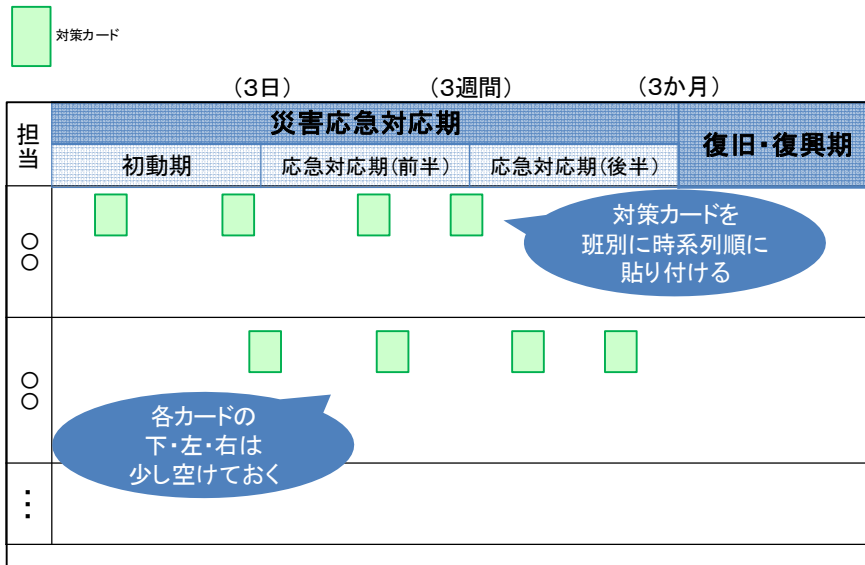 対策カード
（3日）
（3週間）
（3か月）
担当
災害応急対応期
復旧・復興期
初動期
応急対応期(前半)
応急対応期(後半)
○○
対策カードを
班別に時系列順に
貼り付ける
○○
各カードの
下・左・右は
少し空けておく
…